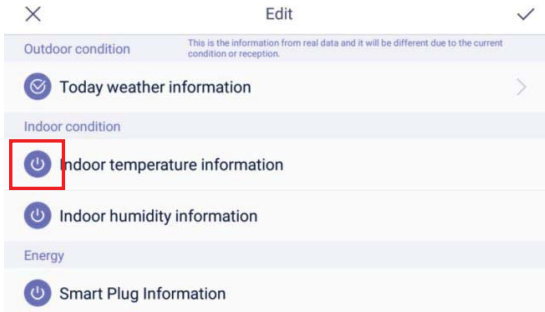 Edit
Outdoor condition
This is the information from real data and it will be different due to the current
condition or reception.
Today weather information
Indoor condition
Indoor temperature information
Indoor humidity information
Energy
Smart Plug Information